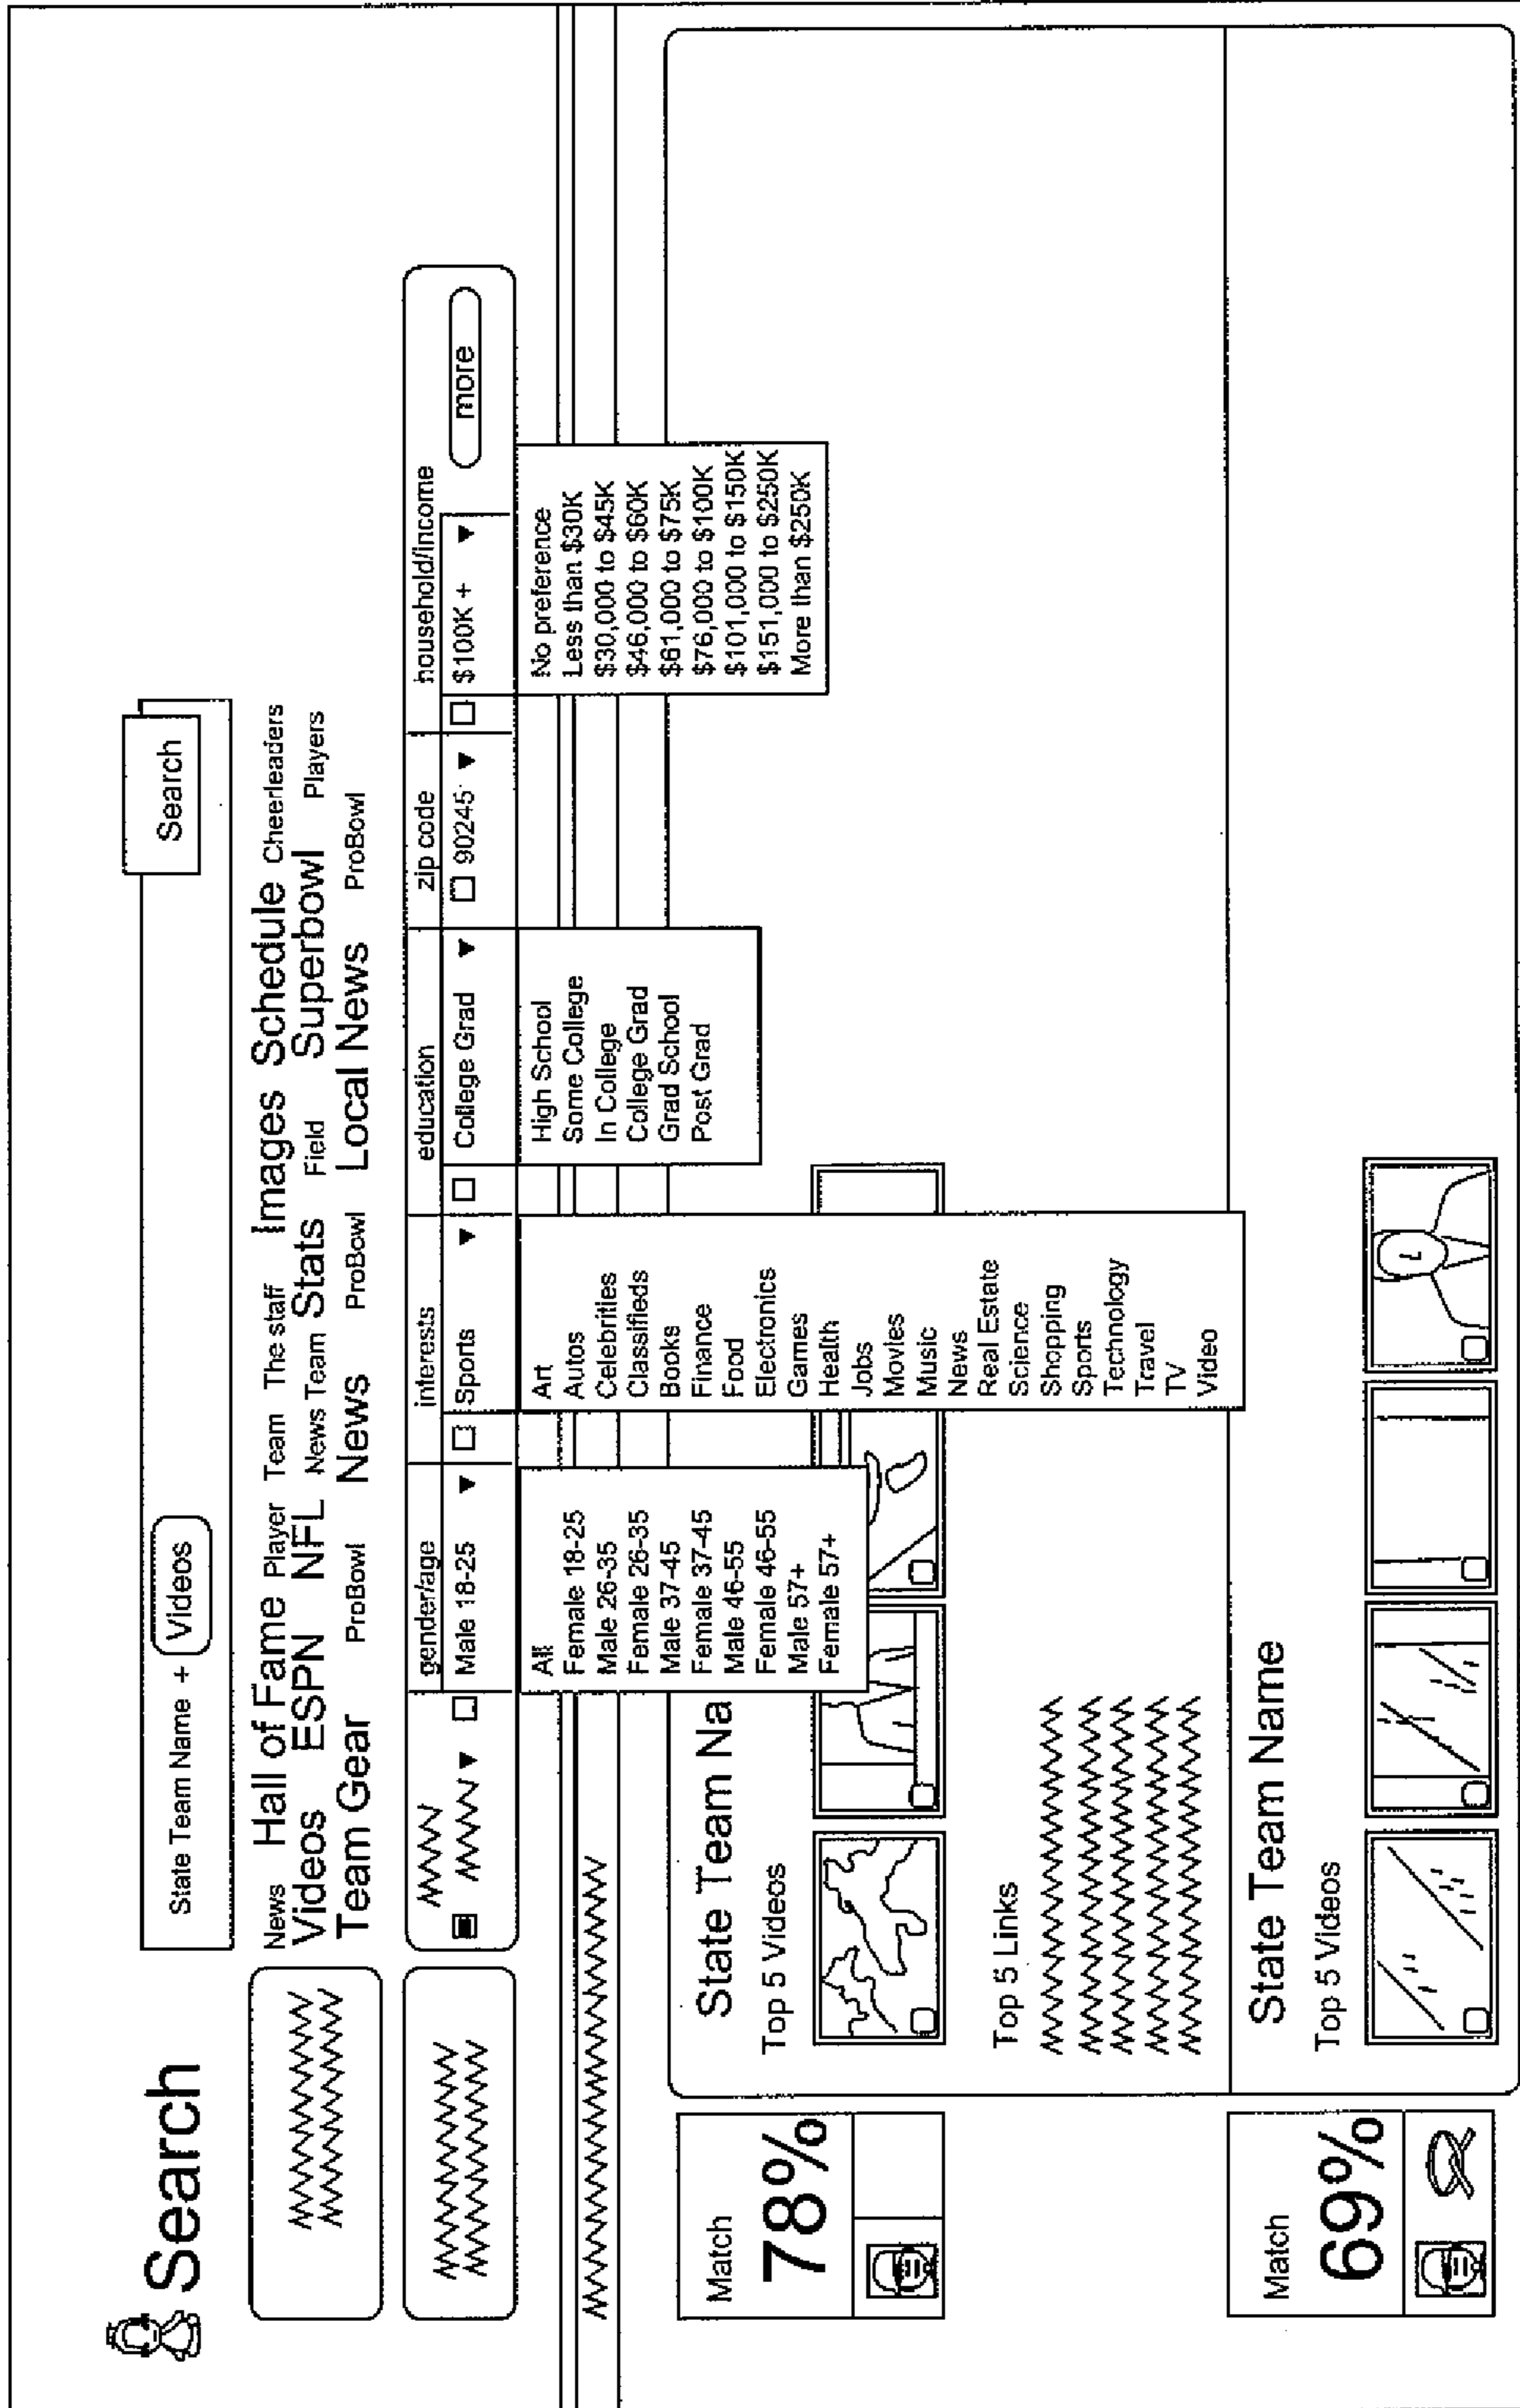 Search
State Team Name + Videos
Search
News Hall of Fame Player Team The staff Images Schedule Cheerleaders
Videos ESPN NFL News Team Stats Field Superbowl Players
Team Gear ProBowl News ProBowl Local News ProBowl
gender/age interests education zip code household/income
Male 18-25 Sports College Grad 90245 $100K + more
All
Female 18-25
Male 26-35
Female 26-35
Male 37-45
Female 37-45
Male 46-55
Female 46-55
Male 57+
Female 57+
Art
Autos
Celebrities
Classifieds
Books
Finance
Food
Electronics
Games
Health
Jobs
Movies
Music
News
Real Estate
Science
Shopping
Sports
Technology
Travel
TV
Video
High School
Some College
In College
College Grad
Grad School
Post Grad
No preference
Less than $30K
$30,000 to $45K
$46,000 to $60K
$61,000 to $75K
$76,000 to $100K
$101,000 to $150K
$151,000 to $250K
More than $250K
Match
78%
State Team Na
Top 5 Videos
Top 5 Links
Match
69%
State Team Name
Top 5 Videos